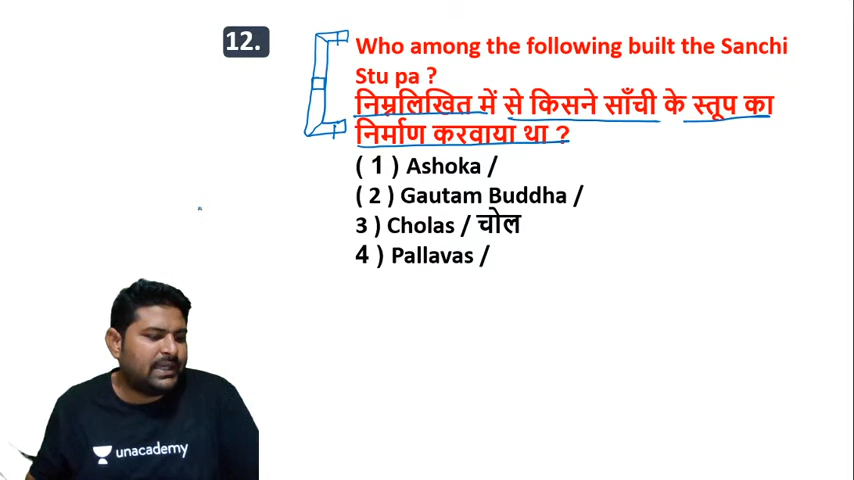 12.
Who among the following built the Sanchi
Stu pa ?
निम्नलिखित में से किसने साँची के स्तूप का
निर्माण करवाया था ?
( 1 ) Ashoka /
( 2 ) Gautam Buddha /
3 ) Cholas / चोल
4 ) Pallavas /
unacademy